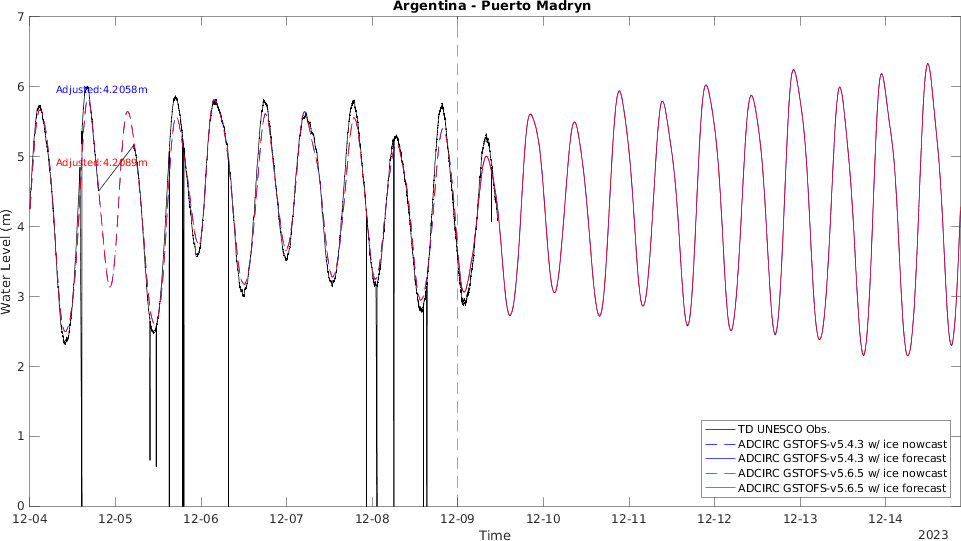 Argentina - Puerto Madryn
7
6
5
4
3
2
1
0
Water Level (m)
Adjusted:4.2058m
Adjusted:4.2089m
TD UNESCO Obs.
ADCIRC GSTOFS-v5.4.3 w/ ice nowcast
ADCIRC GSTOFS-v5.4.3 w/ ice forecast
ADCIRC GSTOFS-v5.6.5 w/ ice nowcast
ADCIRC GSTOFS-v5.6.5 w/ ice forecast
12-04 12-05 12-06 12-07 12-08 12-09 12-10 12-11 12-12 12-13 12-14
Time
2023